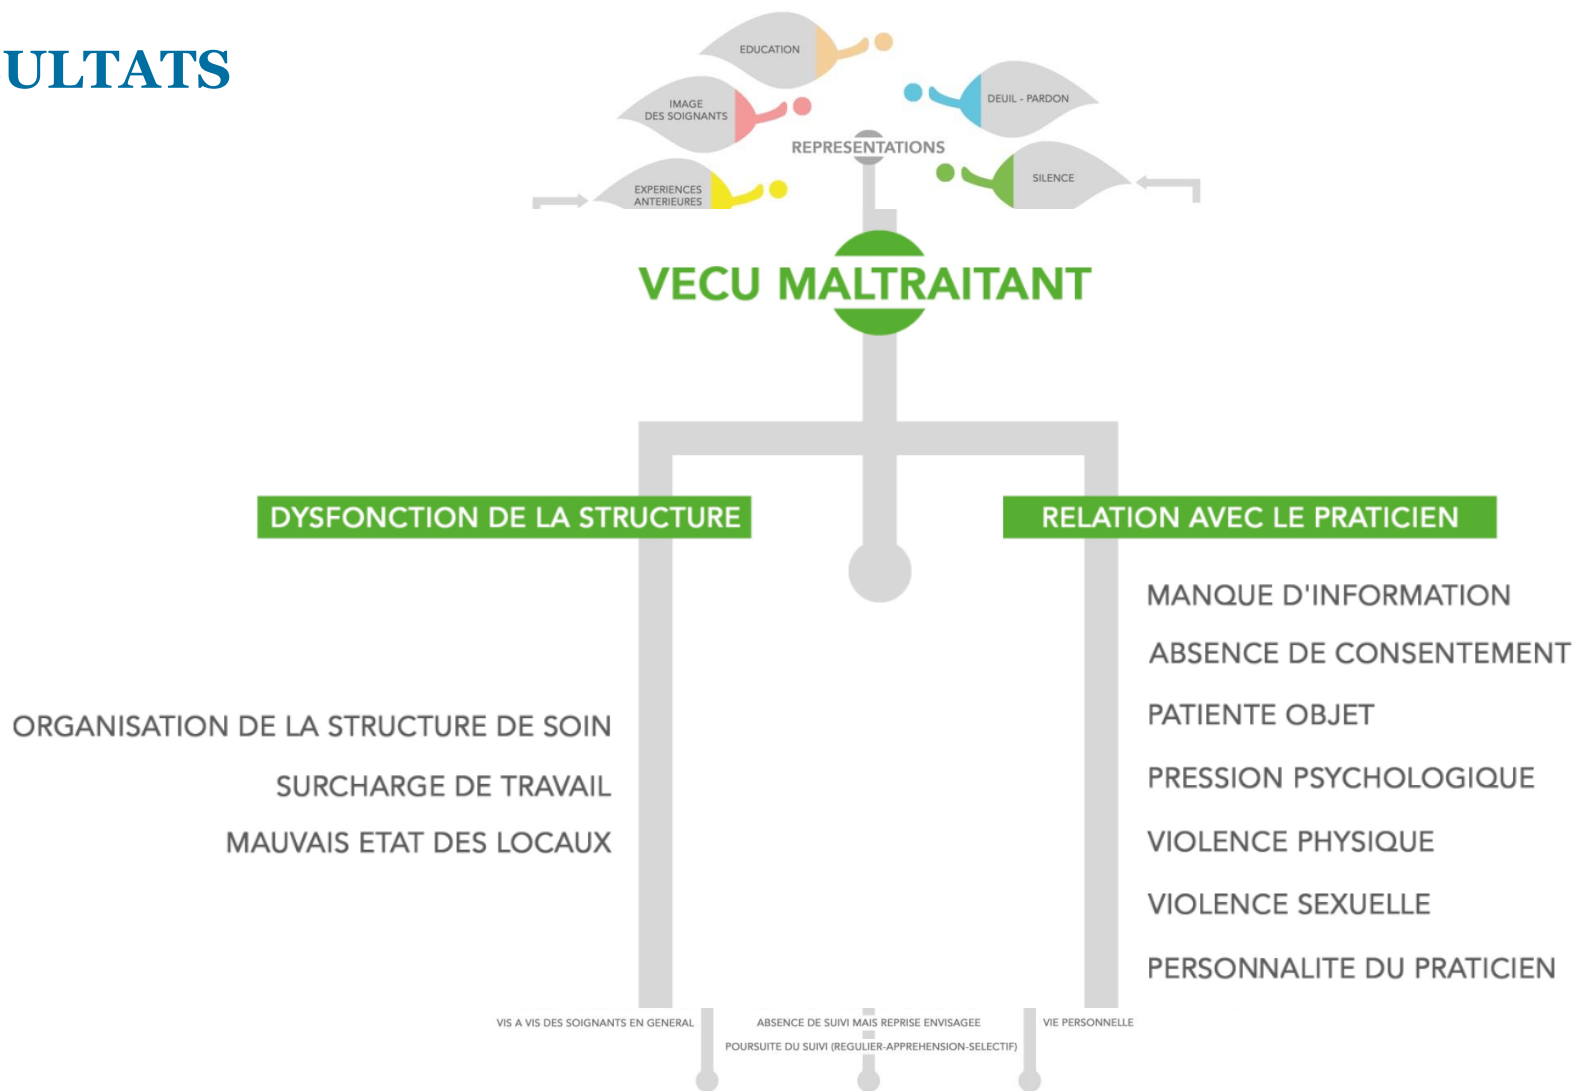 ULTATS
EDUCATION
IMAGE
DES SOIGNANTS
DEUIL - PARDON
REPRESENTATIONS
EXPERIENCES
ANTERIEURES
SILENCE
VECU MALTRAITANT
DYSFONCTION DE LA STRUCTURE
RELATION AVEC LE PRATICIEN
ORGANISATION DE LA STRUCTURE DE SOIN
SURCHARGE DE TRAVAIL
MAUVAIS ETAT DES LOCAUX
MANQUE D'INFORMATION
ABSENCE DE CONSENTEMENT
PATIENTE OBJET
PRESSION PSYCHOLOGIQUE
VIOLENCE PHYSIQUE
VIOLENCE SEXUELLE
PERSONNALITE DU PRATICIEN
VIS A VIS DES SOIGNANTS EN GENERAL
ABSENCE DE SUIVI MAIS REPRISE ENVISAGEE
POURSUITE DU SUIVI (REGULIER-APPREHENSION-SELECTIF)
VIE PERSONNELLE